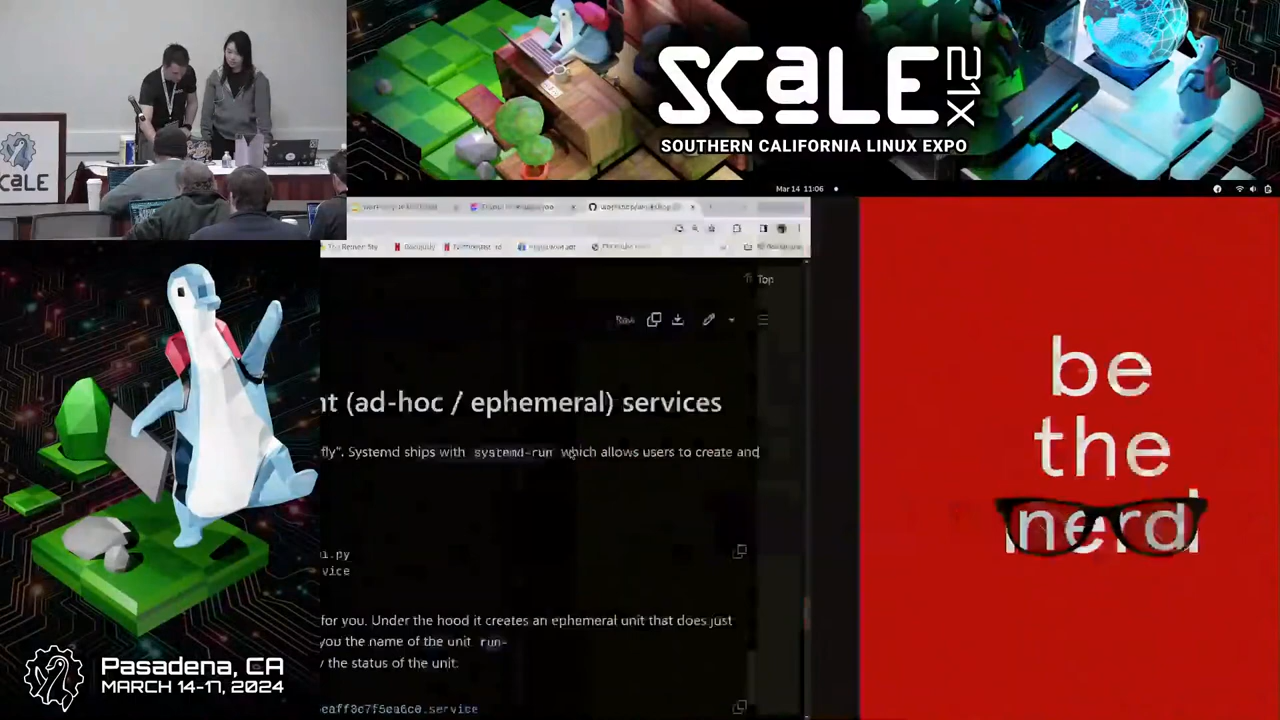 SCaLE 21x
SOUTHERN CALIFORNIA LINUX EXPO
CaLE
Mar 14 11:06
Top
Raw
nt (ad-hoc / ephemeral) services
fly". Systemd ships with systemd-run which allows users to create and
.py
vice
for you. Under the hood it creates an ephemeral unit that does just
you the name of the unit run-
the status of the unit:
.service
be
the
nerd
Pasadena, CA
MARCH 14-17, 2024